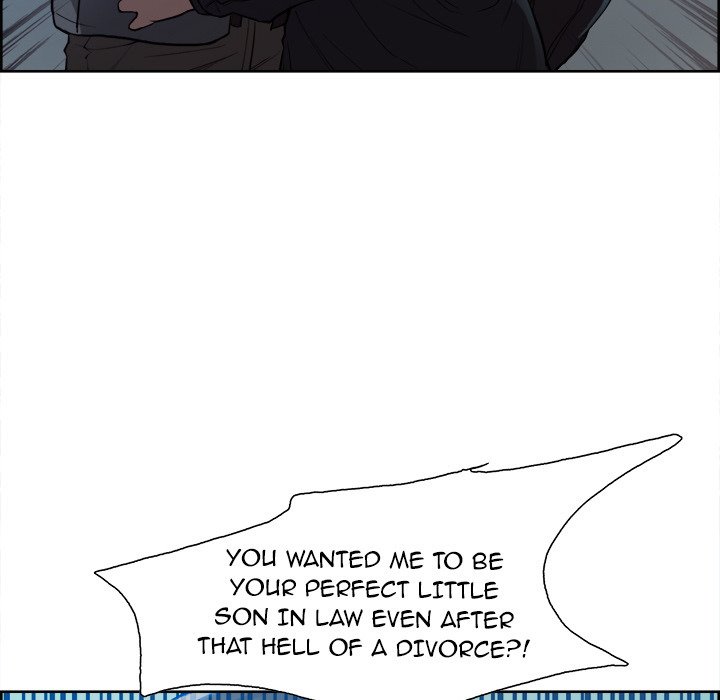 YOU WANTED ME TO BE
YOUR PERFECT LITTLE
SON IN LAW EVEN AFTER
THAT HELL OF A DIVORCE?!